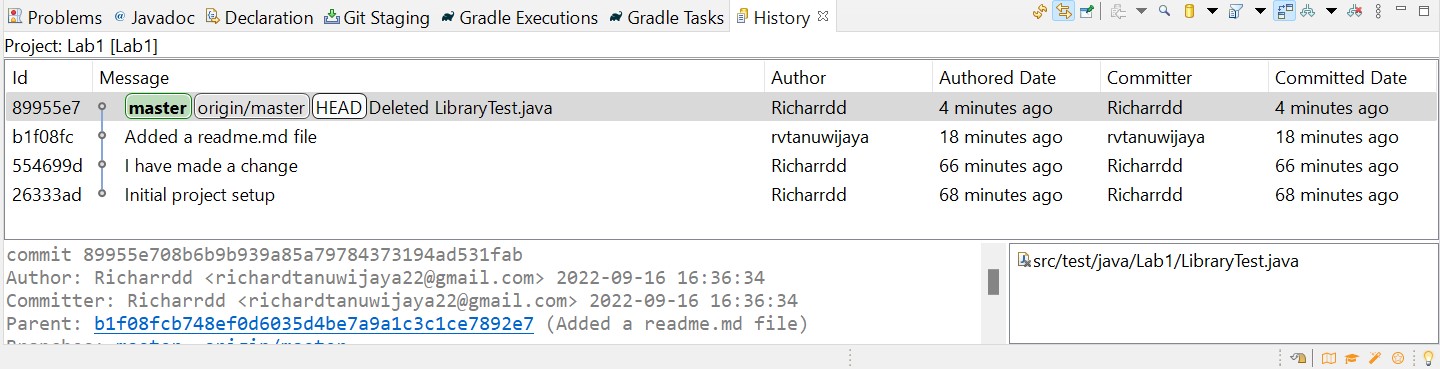 Problems @ Javadoc Declaration Git Staging Gradle Executions Gradle Tasks History
Project: Lab1 [Lab1]
Id Message Author Authored Date Committer Committed Date
89955e7 master origin/master HEAD Deleted LibraryTest.java Richarrdd 4 minutes ago Richarrdd 4 minutes ago
b1f08fc Added a readme.md file rvtanuwijaya 18 minutes ago rvtanuwijaya 18 minutes ago
554699d I have made a change Richarrdd 66 minutes ago Richarrdd 66 minutes ago
26333ad Initial project setup Richarrdd 68 minutes ago Richarrdd 68 minutes ago
commit 89955e708b6b9b939a85a79784373194ad531fab
Author: Richarrdd <richardtanuwijaya22@gmail.com> 2022-09-16 16:36:34
Committer: Richarrdd <richardtanuwijaya22@gmail.com> 2022-09-16 16:36:34
Parent: b1f08fcb748ef0d6035d4be7a9a1c3c1ce7892e7 (Added a readme.md file)
Branches: master, origin/master
src/test/java/Lab1/LibraryTest.java